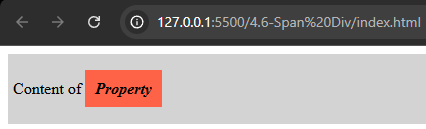 127.0.0.1:5500/4.6-Span%20Div/index.html
Content of Property